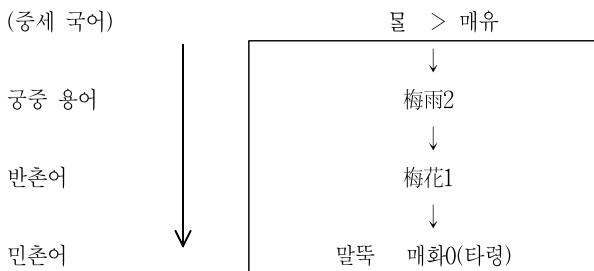 (중세 국어) ᄆᆞᆯ > 매유
↓
궁중 용어 梅雨2
↓
반촌어 梅花1
↓
민촌어 말뚝 매화0(타령)